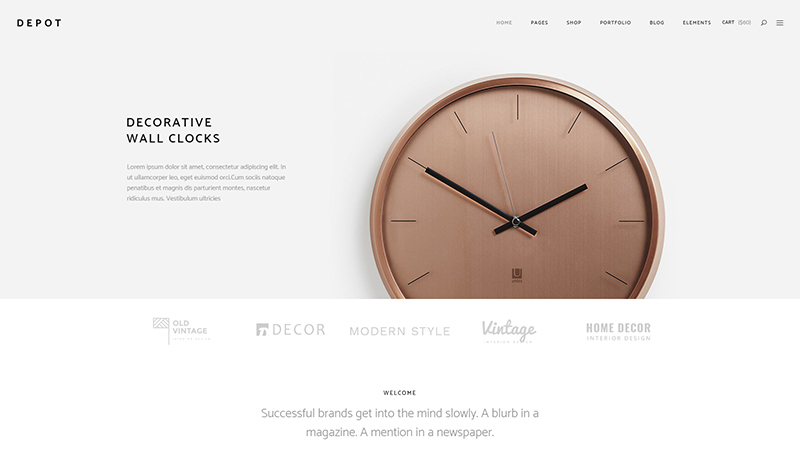 DEPOT
HOME PAGES SHOP PORTFOLIO BLOG ELEMENTS CART ($60)
DECORATIVE
WALL CLOCKS
Lorem ipsum dolor sit amet, consectetur adipiscing elit. In
ut ullamcorper leo, eget euismod orci.Cum sociis natoque
penatibus et magnis dis parturient montes, nascetur
ridiculus mus. Vestibulum ultricies
OLD
VINTAGE
DECOR
MODERN STYLE
Vintage
INTERIOR DESIGN
HOME DECOR
INTERIOR DESIGN
WELCOME
Successful brands get into the mind slowly. A blurb in a
magazine. A mention in a newspaper.